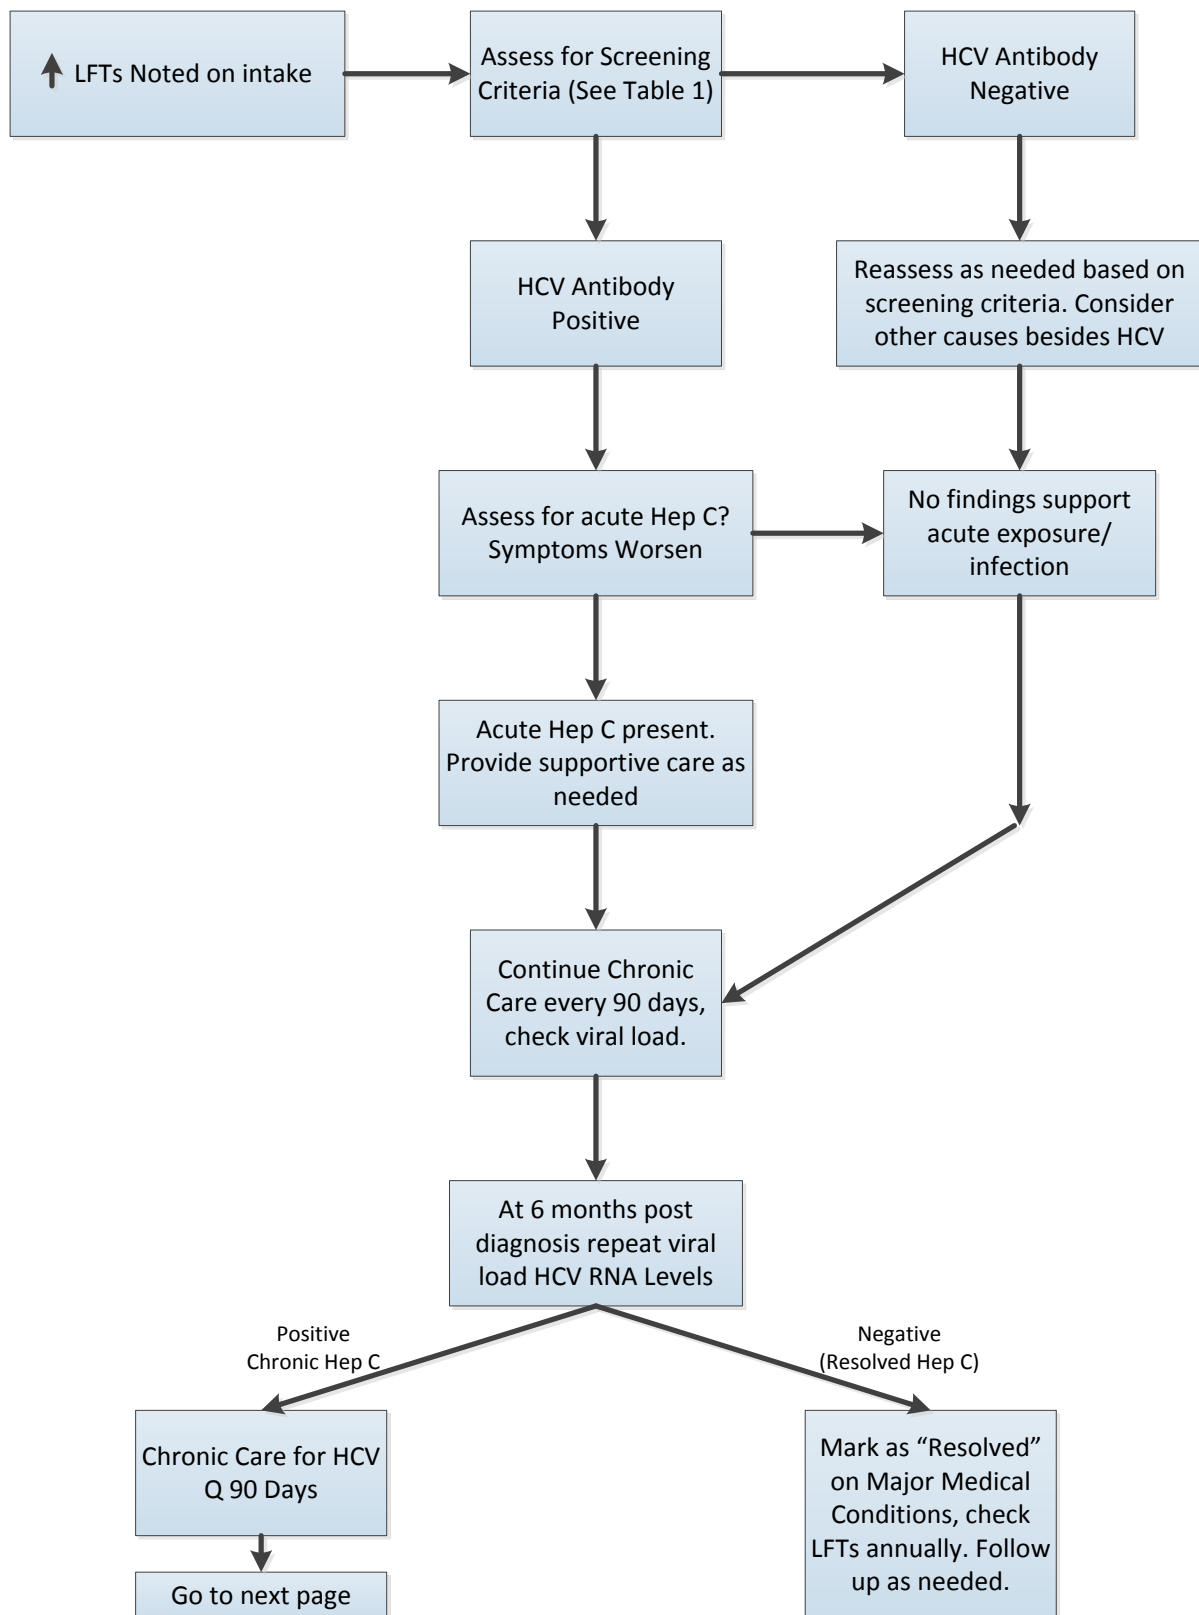 LFTs Noted on intake
Assess for Screening
Criteria (See Table 1)
HCV Antibody
Negative
HCV Antibody
Positive
Reassess as needed based on
screening criteria. Consider
other causes besides HCV
Assess for acute Hep C?
Symptoms Worsen
No findings support
acute exposure/
infection
Acute Hep C present.
Provide supportive care as
needed
Continue Chronic
Care every 90 days,
check viral load.
At 6 months post
diagnosis repeat viral
load HCV RNA Levels
Positive
Chronic Hep C
Negative
(Resolved Hep C)
Chronic Care for HCV
Q 90 Days
Mark as “Resolved”
on Major Medical
Conditions, check
LFTs annually. Follow
up as needed.
Go to next page